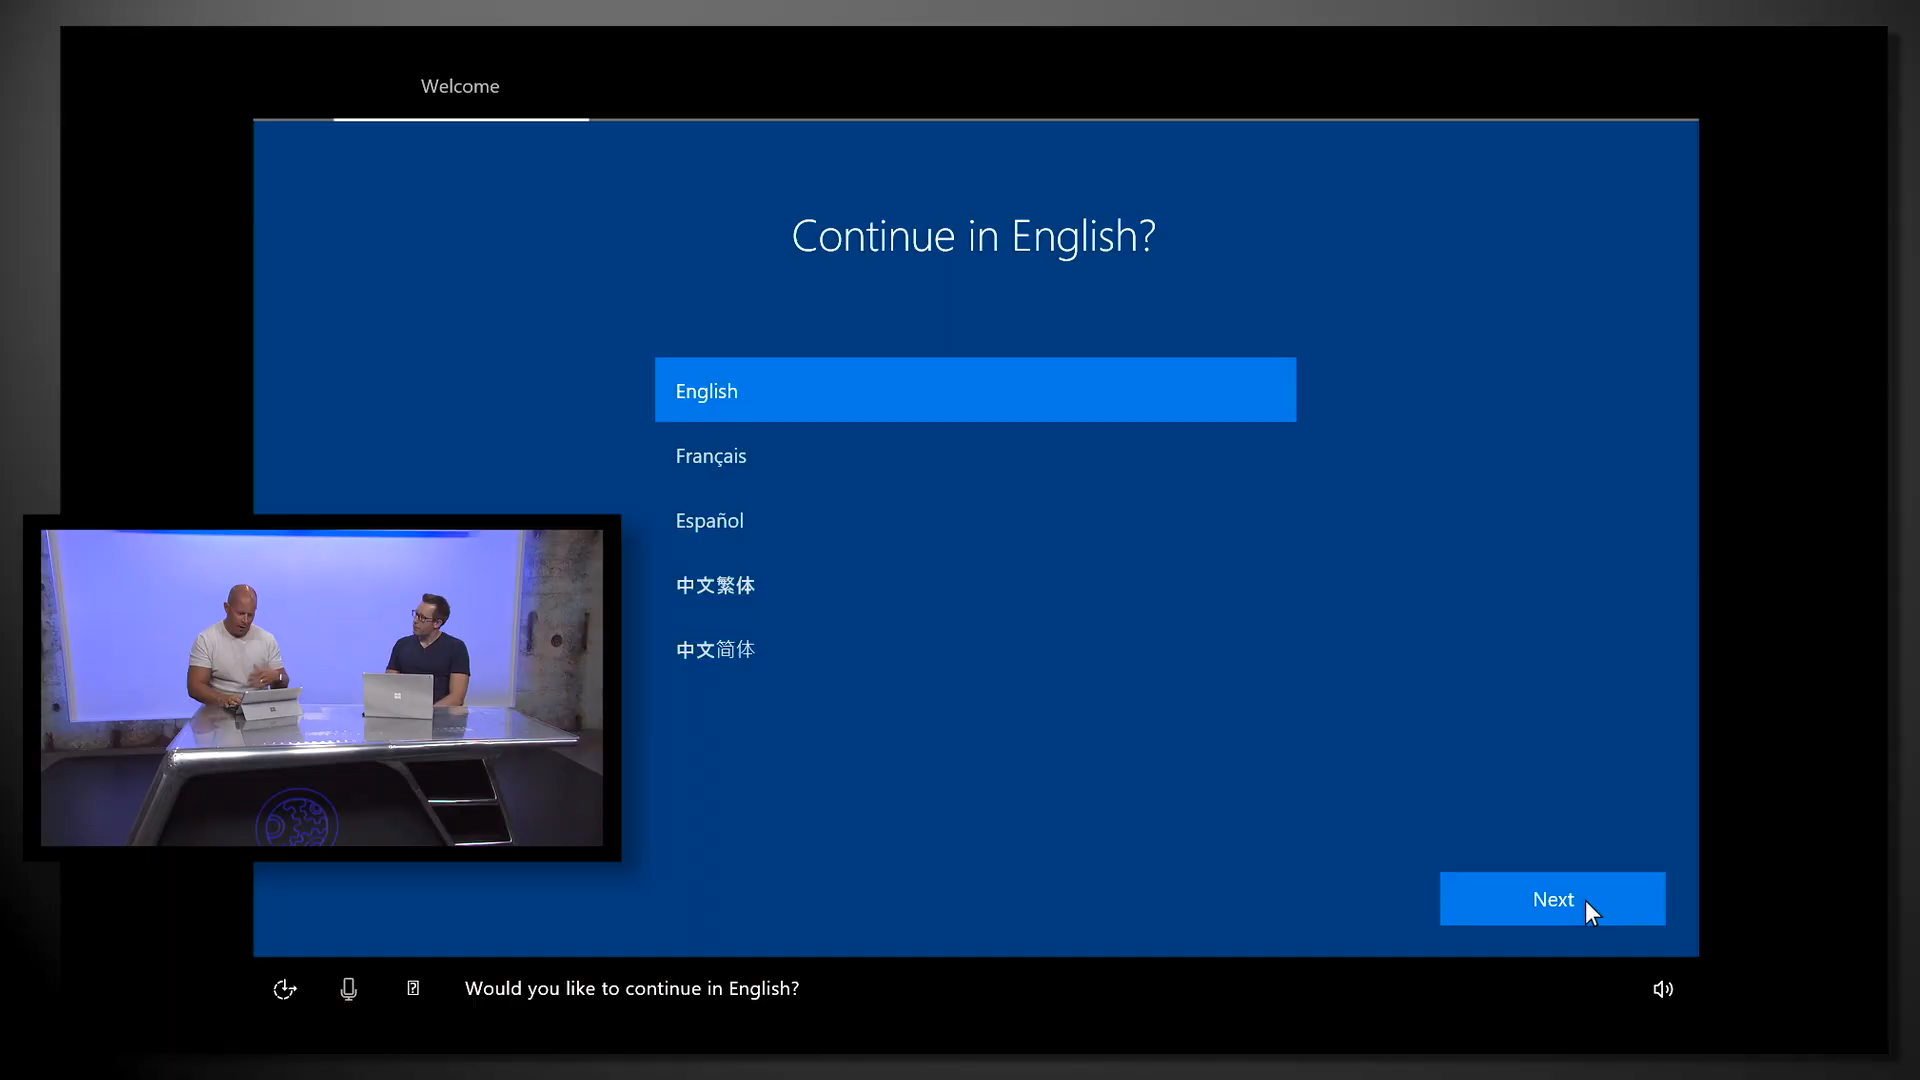 Welcome
Continue in English?
English
Français
Español
中文繁体
中文简体
Next
Would you like to continue in English?